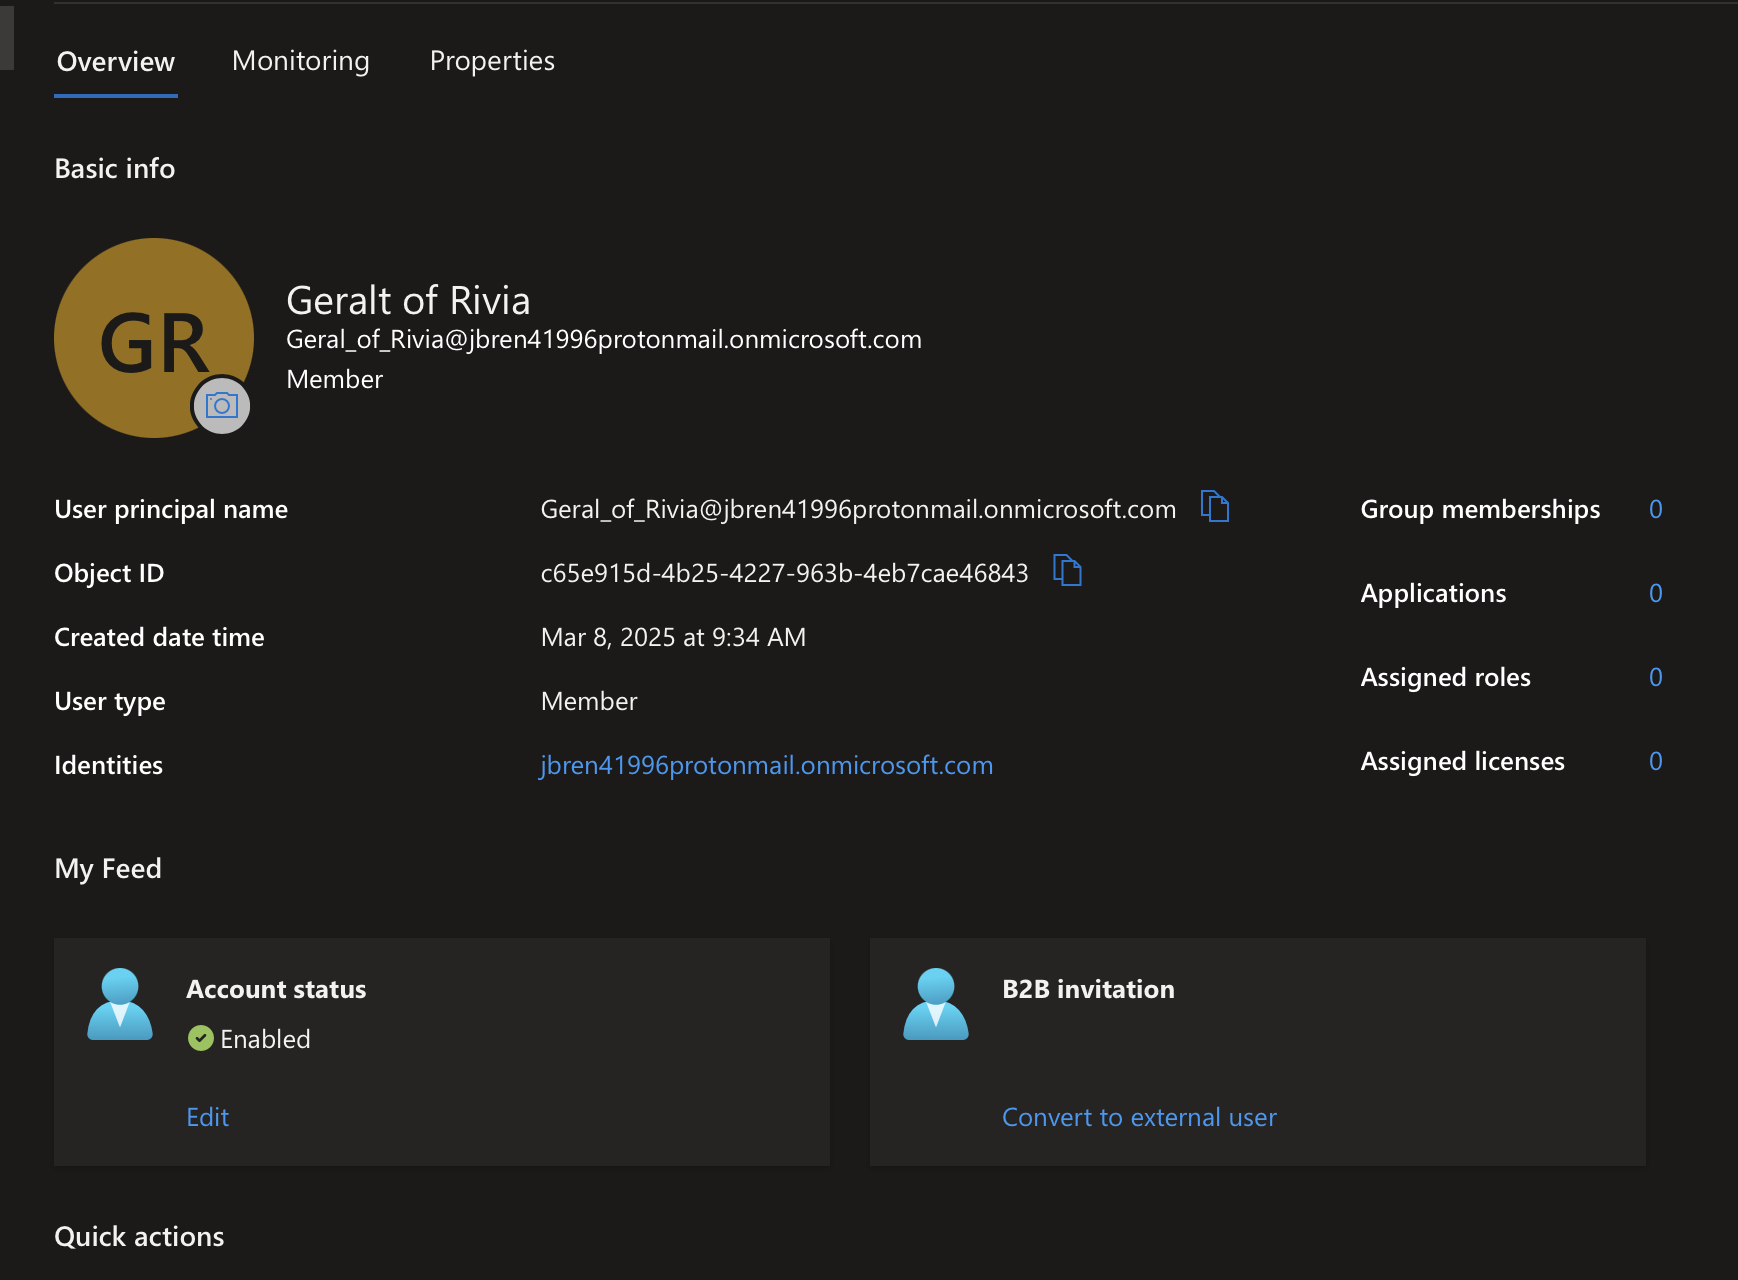 Overview Monitoring Properties
Basic info
GR
Geralt of Rivia
Geral_of_Rivia@jbren41996protonmail.onmicrosoft.com
Member
User principal name Geral_of_Rivia@jbren41996protonmail.onmicrosoft.com Group memberships 0
Object ID c65e915d-4b25-4227-963b-4eb7cae46843
Applications 0
Created date time Mar 8, 2025 at 9:34 AM
Assigned roles 0
User type Member
Identities jbren41996protonmail.onmicrosoft.com Assigned licenses 0
My Feed
Account status
Enabled
Edit
B2B invitation
Convert to external user
Quick actions